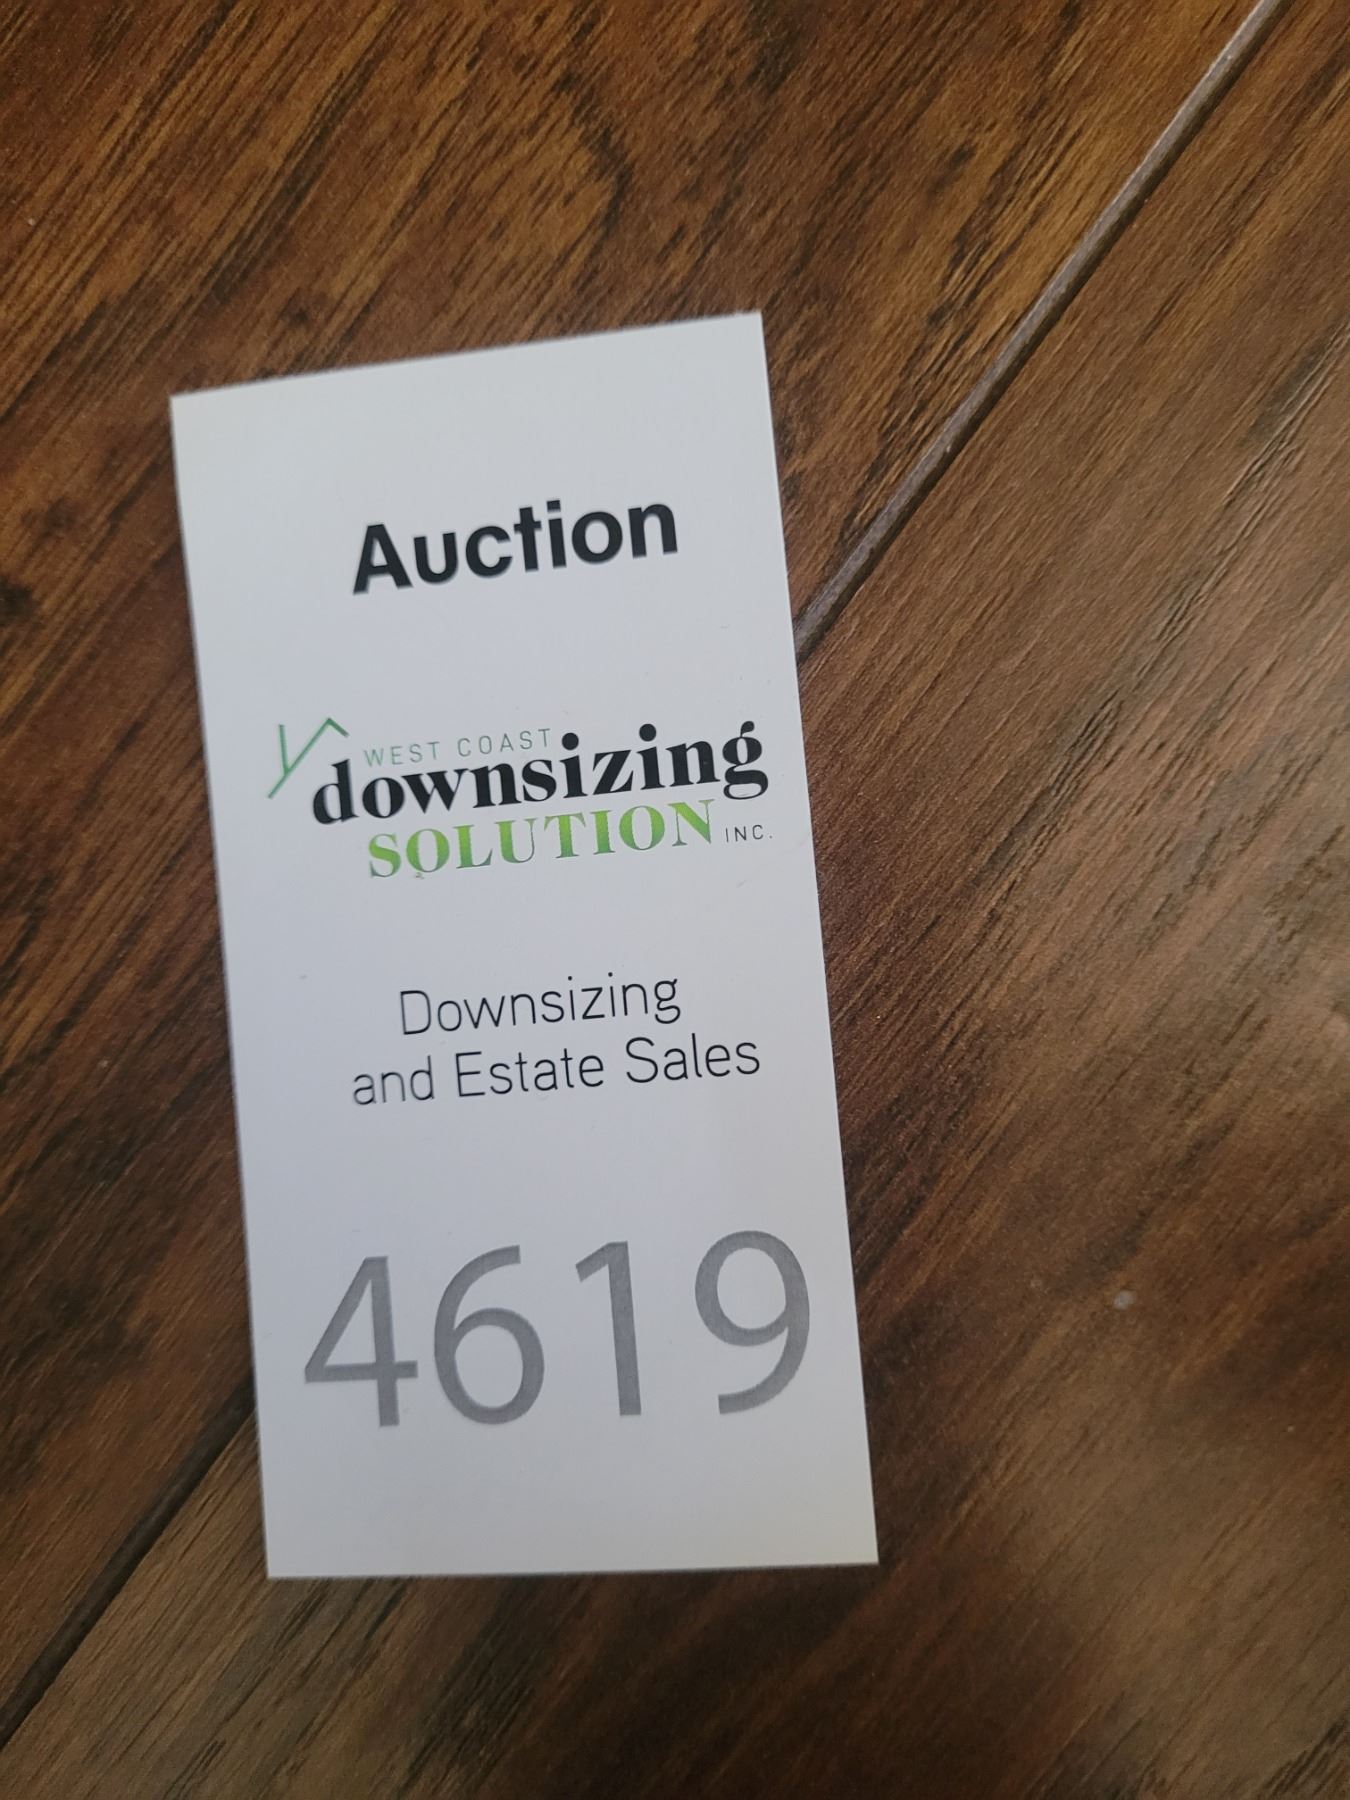 Auction
WEST COAST
downsizing
SOLUTION INC.
Downsizing
and Estate Sales
4619